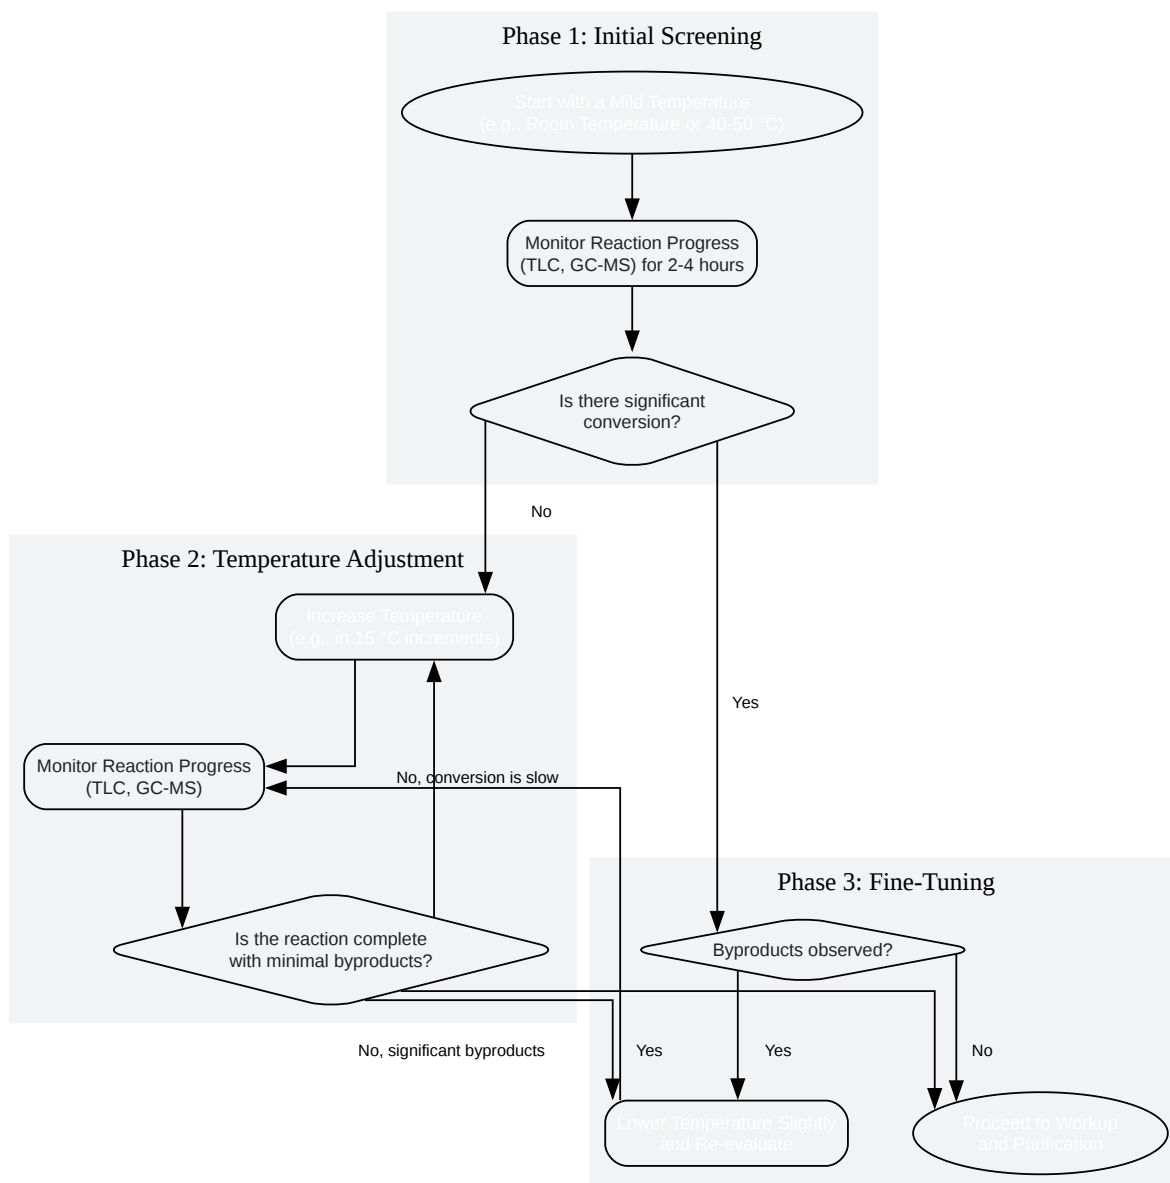 Phase 1: Initial Screening
Start with a Mild Temperature
(e.g., Room Temperature or 40-50 °C)
Monitor Reaction Progress
(TLC, GC-MS) for 2-4 hours
Is there significant
conversion?
No
Phase 2: Temperature Adjustment
Increase Temperature
(e.g., in 15 °C increments)
Yes
Monitor Reaction Progress
(TLC, GC-MS)
No, conversion is slow
Phase 3: Fine-Tuning
Is the reaction complete
with minimal byproducts?
Byproducts observed?
No, significant byproducts
Yes
Yes
No
Lower Temperature Slightly
and Re-evaluate
Proceed to Workup
and Purification